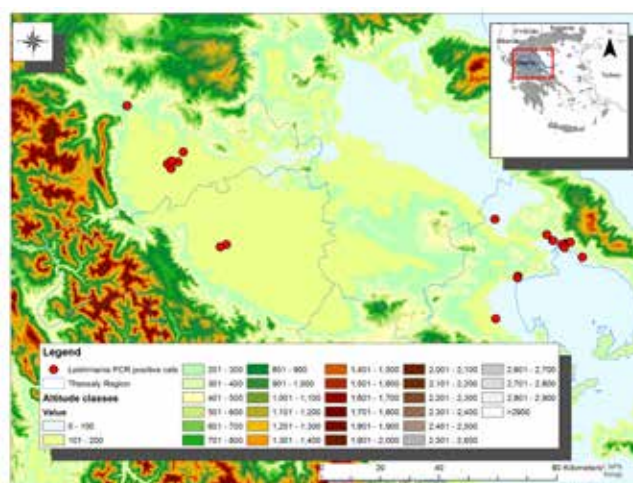 Legend
Leishmania PCR positive cats
Thessaly Region
Altitude classes
Value
0 - 100
101 - 200
201 - 300
301 - 400
401 - 500
501 - 600
601 - 700
701 - 800
801 - 900
901 - 1,000
1,001 - 1,100
1,101 - 1,200
1,201 - 1,300
1,301 - 1,400
1,401 - 1,500
1,501 - 1,600
1,601 - 1,700
1,701 - 1,800
1,801 - 1,900
1,901 - 2,000
2,001 - 2,100
2,101 - 2,200
2,201 - 2,300
2,301 - 2,400
2,401 - 2,500
2,501 - 2,600
2,601 - 2,700
2,701 - 2,800
2,801 - 2,900
>2900
0 20 40 60 Kilometers